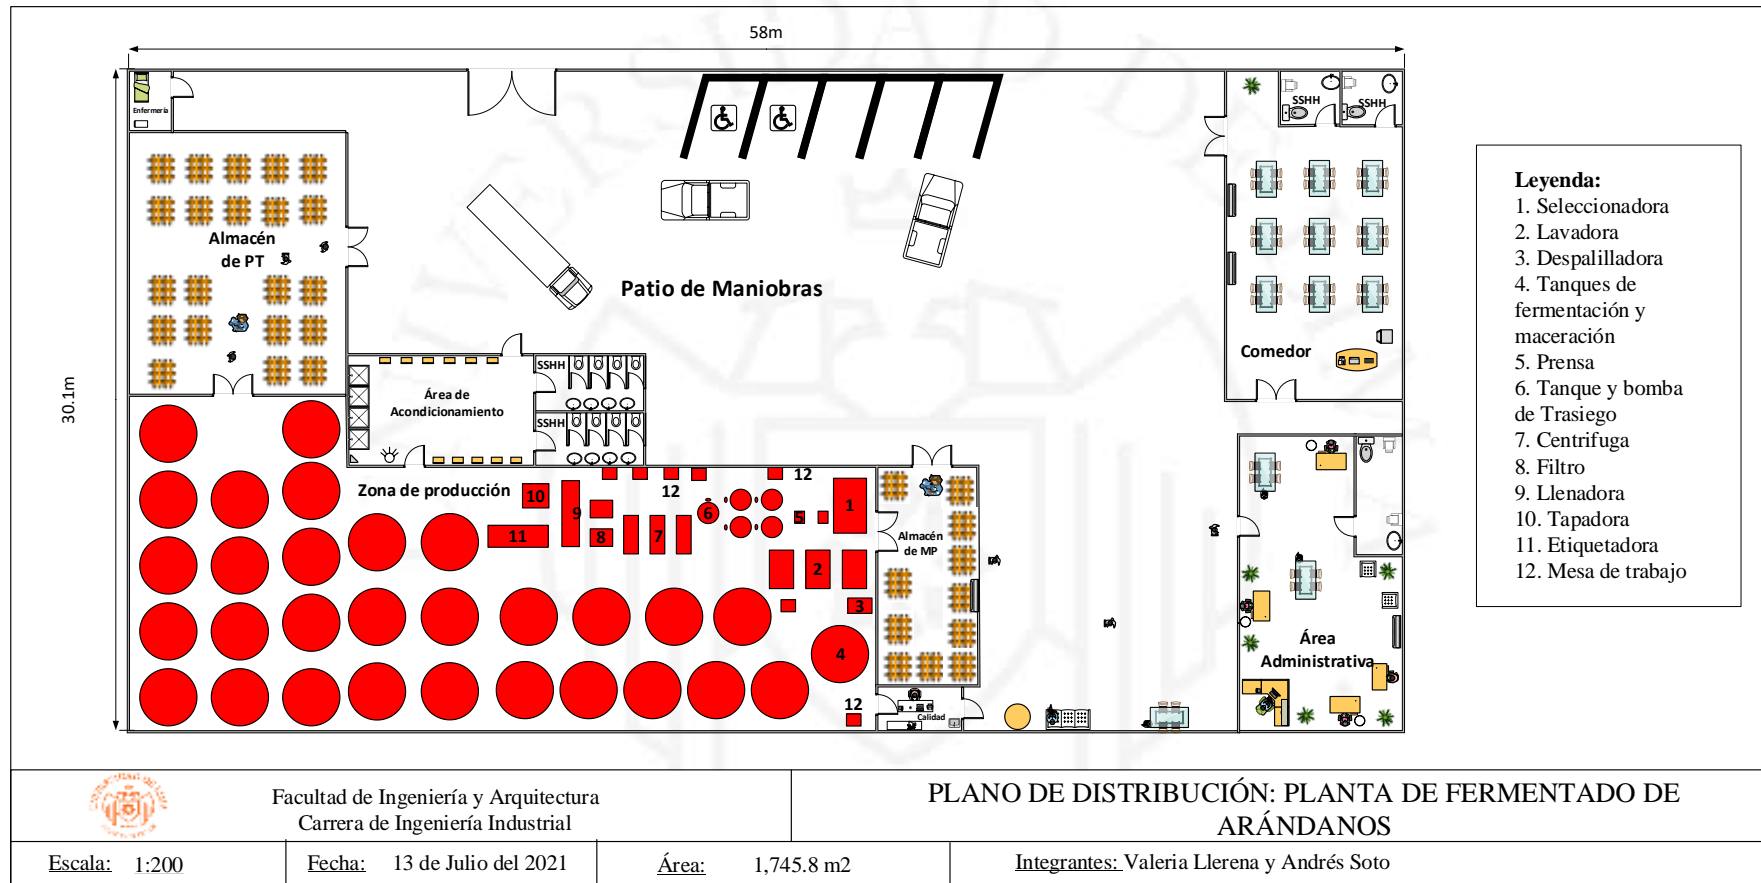 58m
30.1m
Enfermería
Almacén
de PT
Patio de Maniobras
SSHH
SSHH
Comedor
Área de
Acondicionamiento
SSHH
SSHH
Zona de producción
12
12
10
9
11
8
7
6
5
1
2
3
4
12
Almacén
de MP
Calidad
Área
Administrativa
Leyenda:
1. Seleccionadora
2. Lavadora
3. Despalilladora
4. Tanques de
fermentación y
maceración
5. Prensa
6. Tanque y bomba
de Trasiego
7. Centrifuga
8. Filtro
9. Llenadora
10. Tapadora
11. Etiquetadora
12. Mesa de trabajo
Facultad de Ingeniería y Arquitectura
Carrera de Ingeniería Industrial
PLANO DE DISTRIBUCIÓN: PLANTA DE FERMENTADO DE
ARÁNDANOS
Escala: 1:200
Fecha: 13 de Julio del 2021
Área: 1,745.8 m2
Integrantes: Valeria Llerena y Andrés Soto